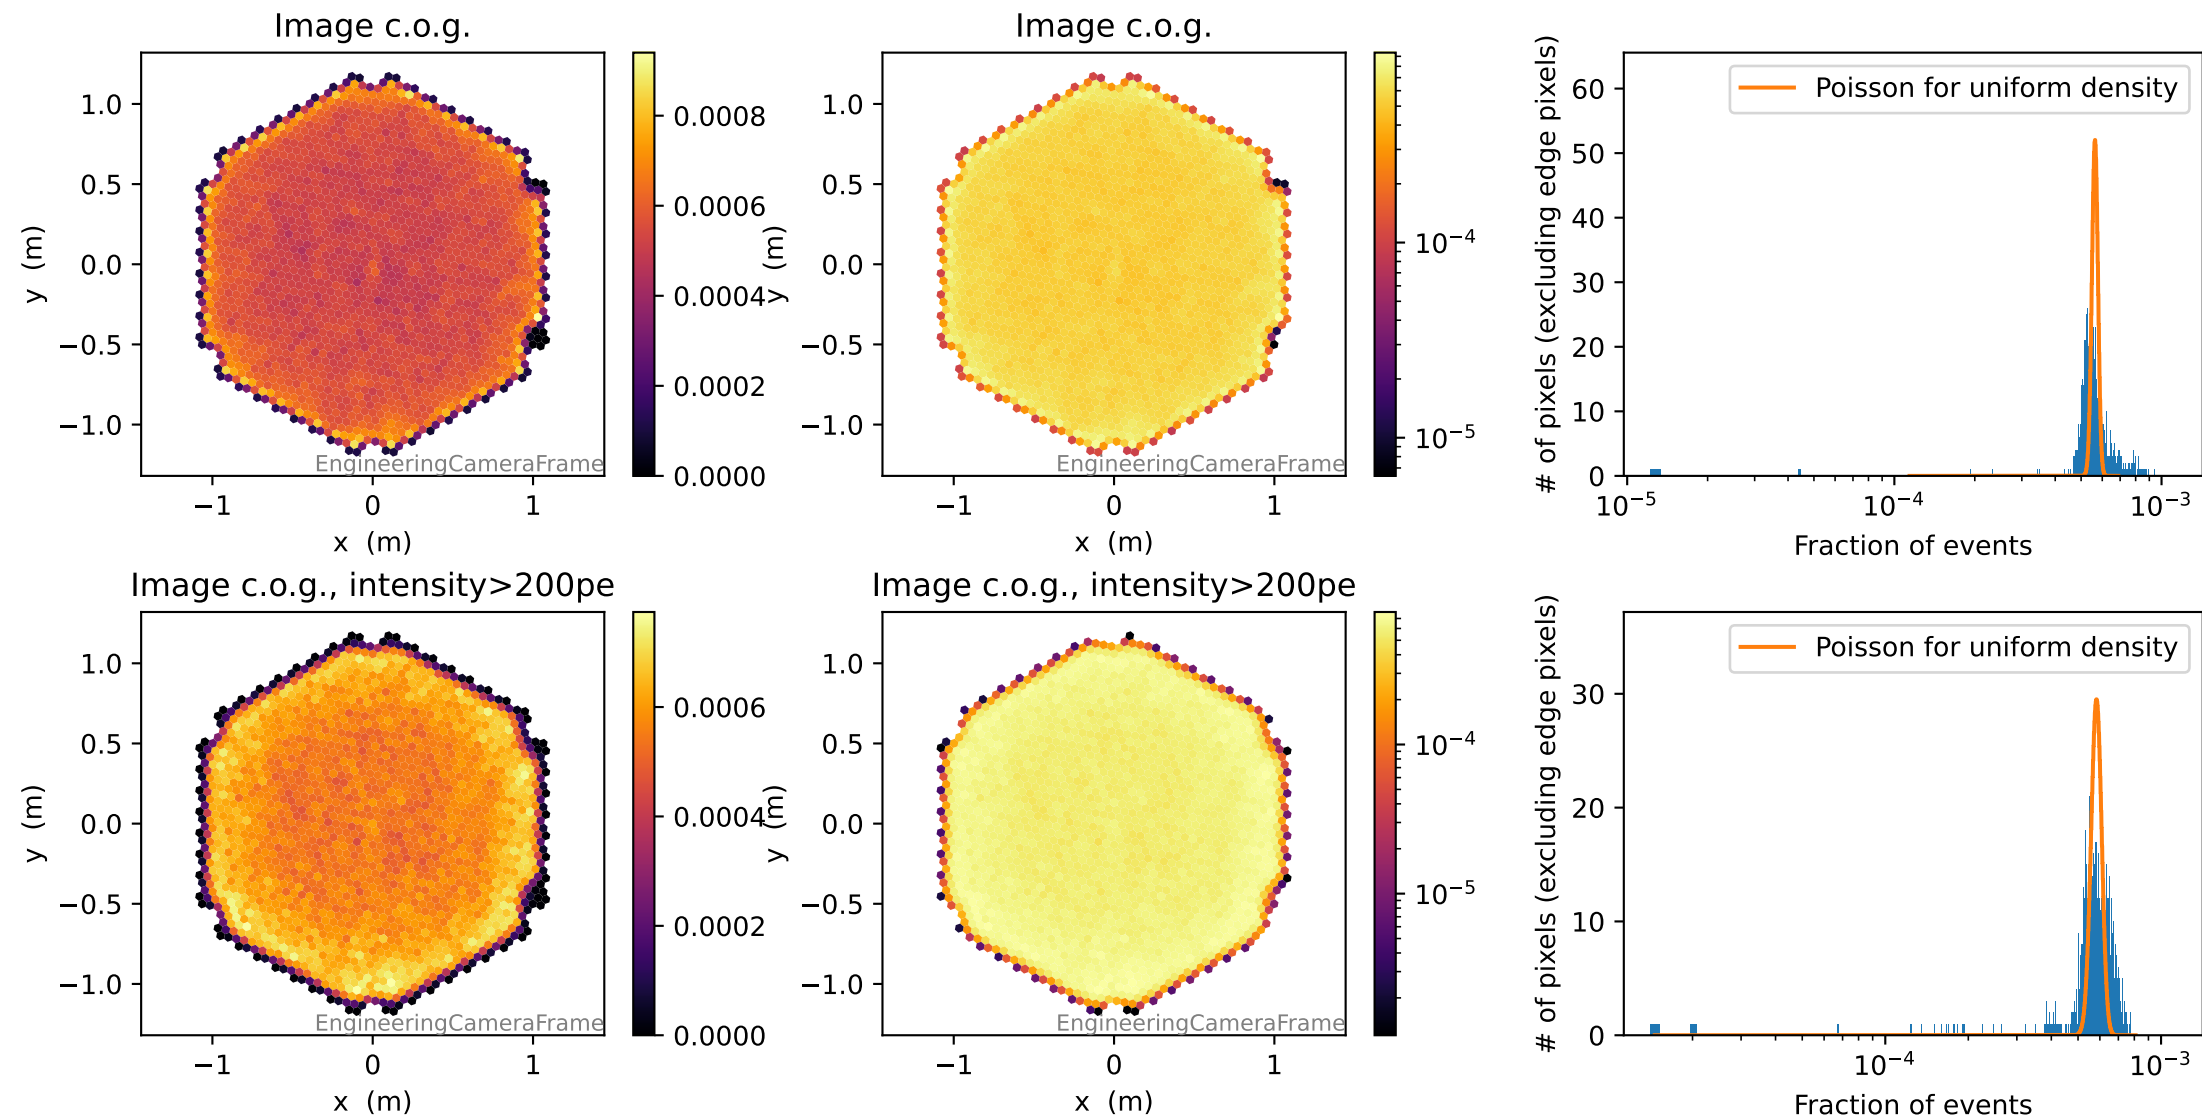 Image c.o.g.
1.0
0.5
0.0
−0.5
−1.0
y (m)
−1
0
1
x (m)
EngineeringCameraFrame
0.0008
0.0006
0.0004
0.0002
0.0000
Image c.o.g.
1.0
0.5
0.0
−0.5
−1.0
y (m)
−1
0
1
x (m)
EngineeringCameraFrame
10⁻⁴
10⁻⁵
Poisson for uniform density
60
50
40
30
20
10
0
# of pixels (excluding edge pixels)
10⁻⁵
10⁻⁴
10⁻³
Fraction of events
Image c.o.g., intensity>200pe
1.0
0.5
0.0
−0.5
−1.0
y (m)
−1
0
1
x (m)
EngineeringCameraFrame
0.0006
0.0004
0.0002
0.0000
Image c.o.g., intensity>200pe
1.0
0.5
0.0
−0.5
−1.0
y (m)
−1
0
1
x (m)
EngineeringCameraFrame
10⁻⁴
10⁻⁵
Poisson for uniform density
30
20
10
0
# of pixels (excluding edge pixels)
10⁻⁴
10⁻³
Fraction of events